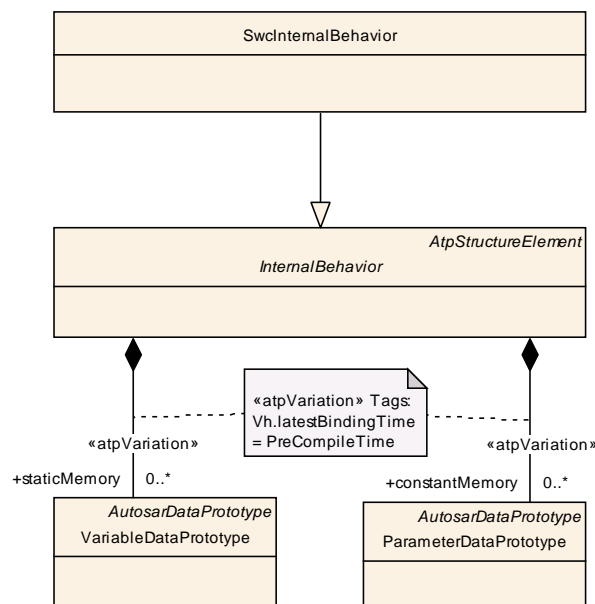 SwcInternalBehavior
AtpStructureElement
InternalBehavior
«atpVariation» Tags:
Vh.latestBindingTime
= PreCompileTime
«atpVariation»
«atpVariation»
+staticMemory 0..*
+constantMemory 0..*
AutosarDataPrototype
VariableDataPrototype
AutosarDataPrototype
ParameterDataPrototype